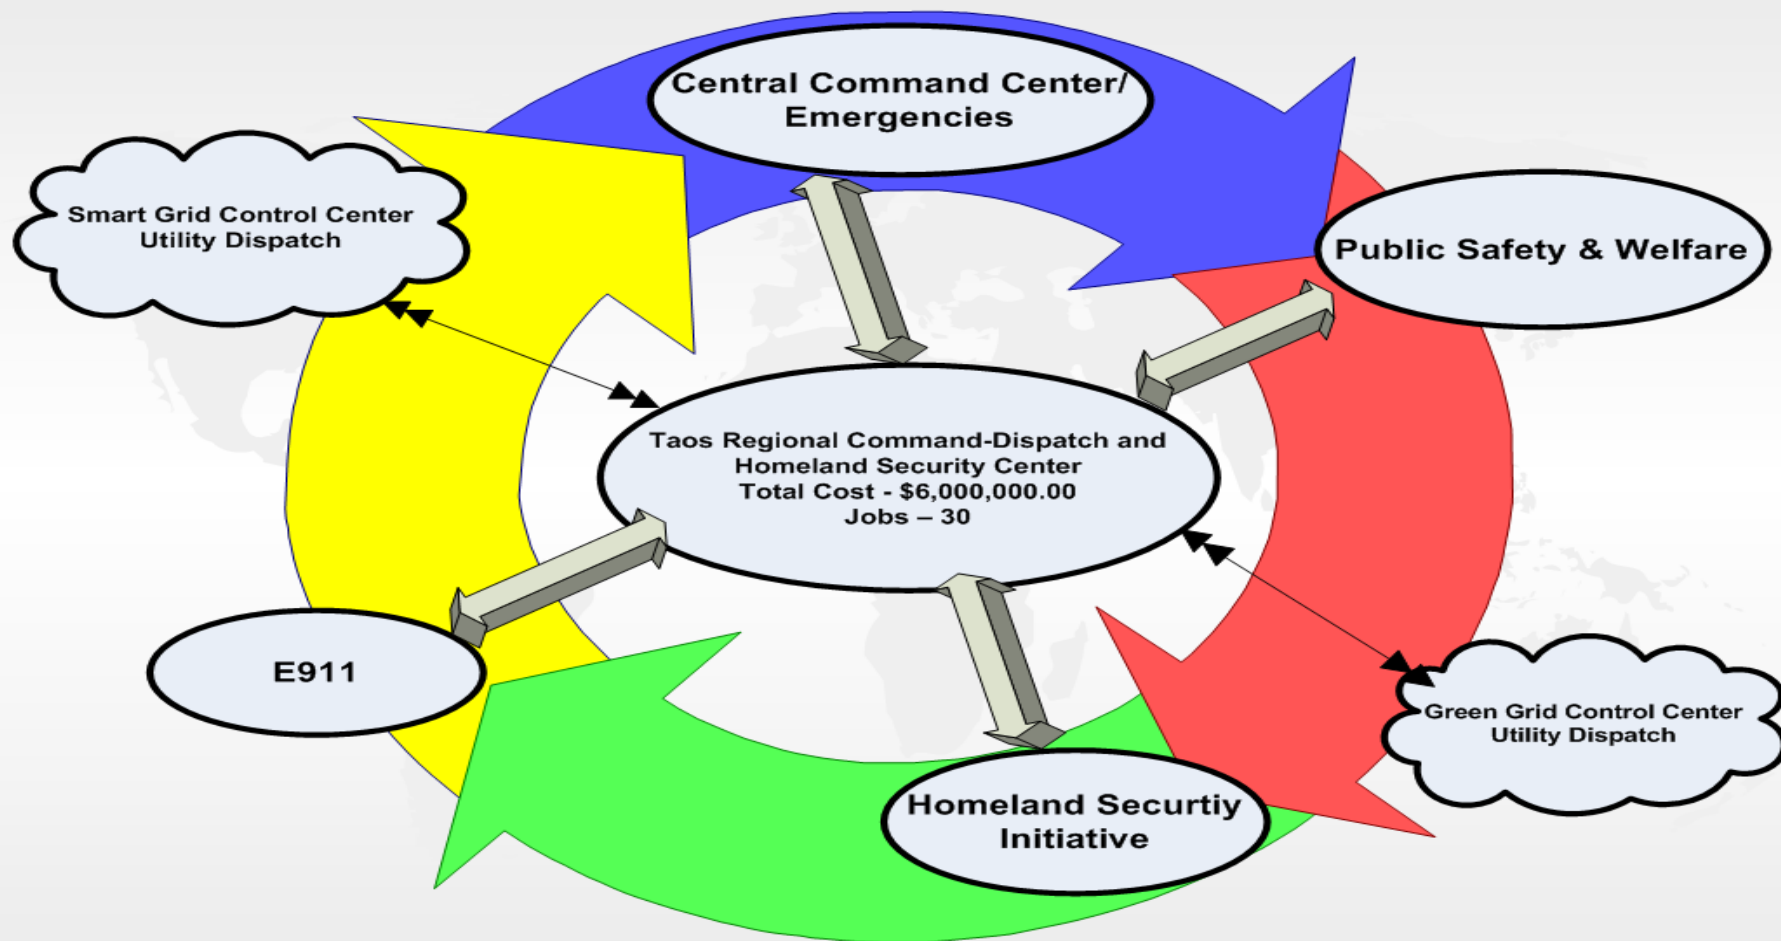 Central Command Center/
Emergencies
Smart Grid Control Center
Utility Dispatch
Public Safety & Welfare
Taos Regional Command-Dispatch and
Homeland Security Center
Total Cost - $6,000,000.00
Jobs – 30
E911
Green Grid Control Center
Utility Dispatch
Homeland Securtiy
Initiative